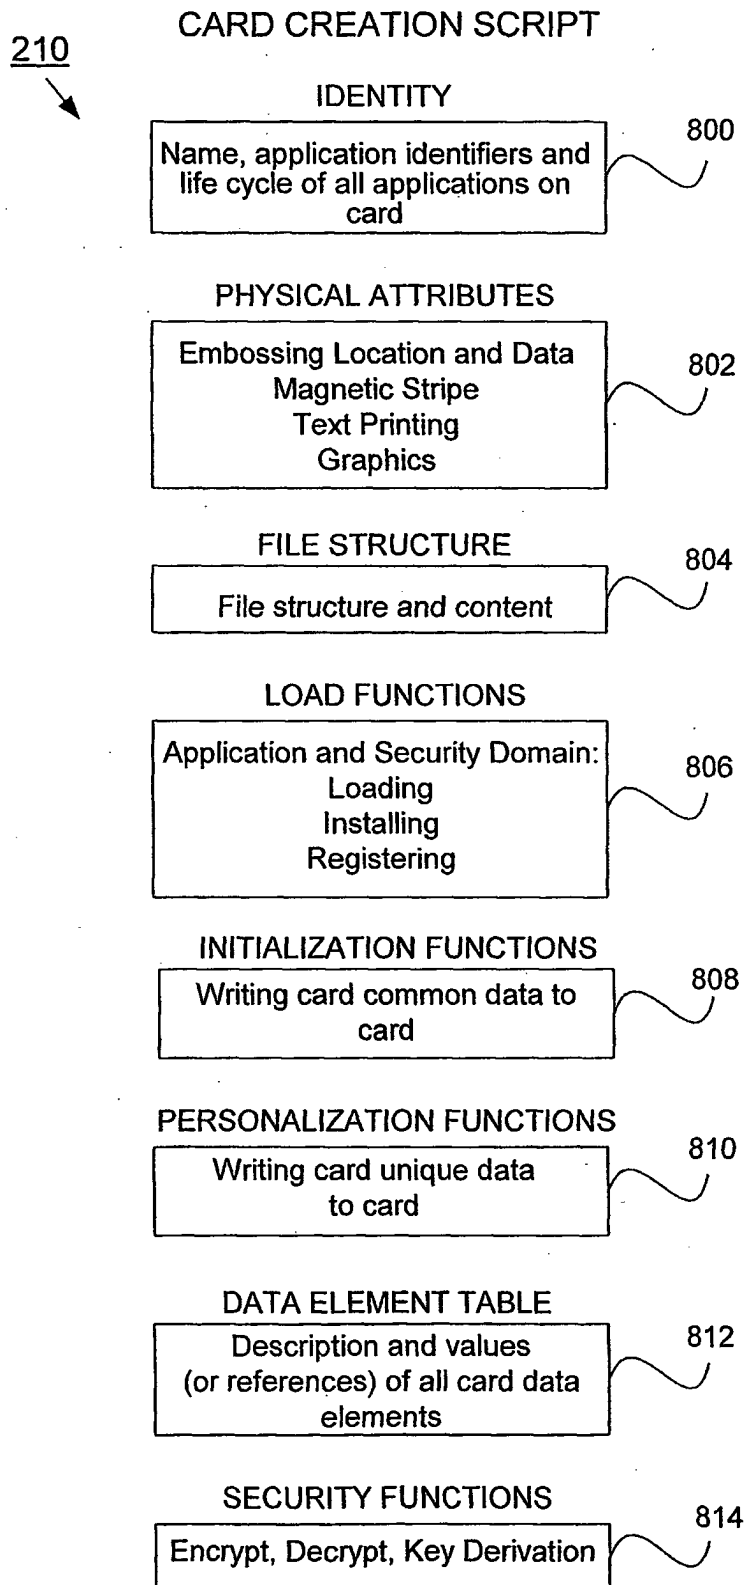 CARD CREATION SCRIPT
210
IDENTITY
800
Name, application identifiers and
life cycle of all applications on
card
PHYSICAL ATTRIBUTES
802
Embossing Location and Data
Magnetic Stripe
Text Printing
Graphics
FILE STRUCTURE
804
File structure and content
LOAD FUNCTIONS
806
Application and Security Domain:
Loading
Installing
Registering
INITIALIZATION FUNCTIONS
808
Writing card common data to
card
PERSONALIZATION FUNCTIONS
810
Writing card unique data
to card
DATA ELEMENT TABLE
812
Description and values
(or references) of all card data
elements
SECURITY FUNCTIONS
814
Encrypt, Decrypt, Key Derivation